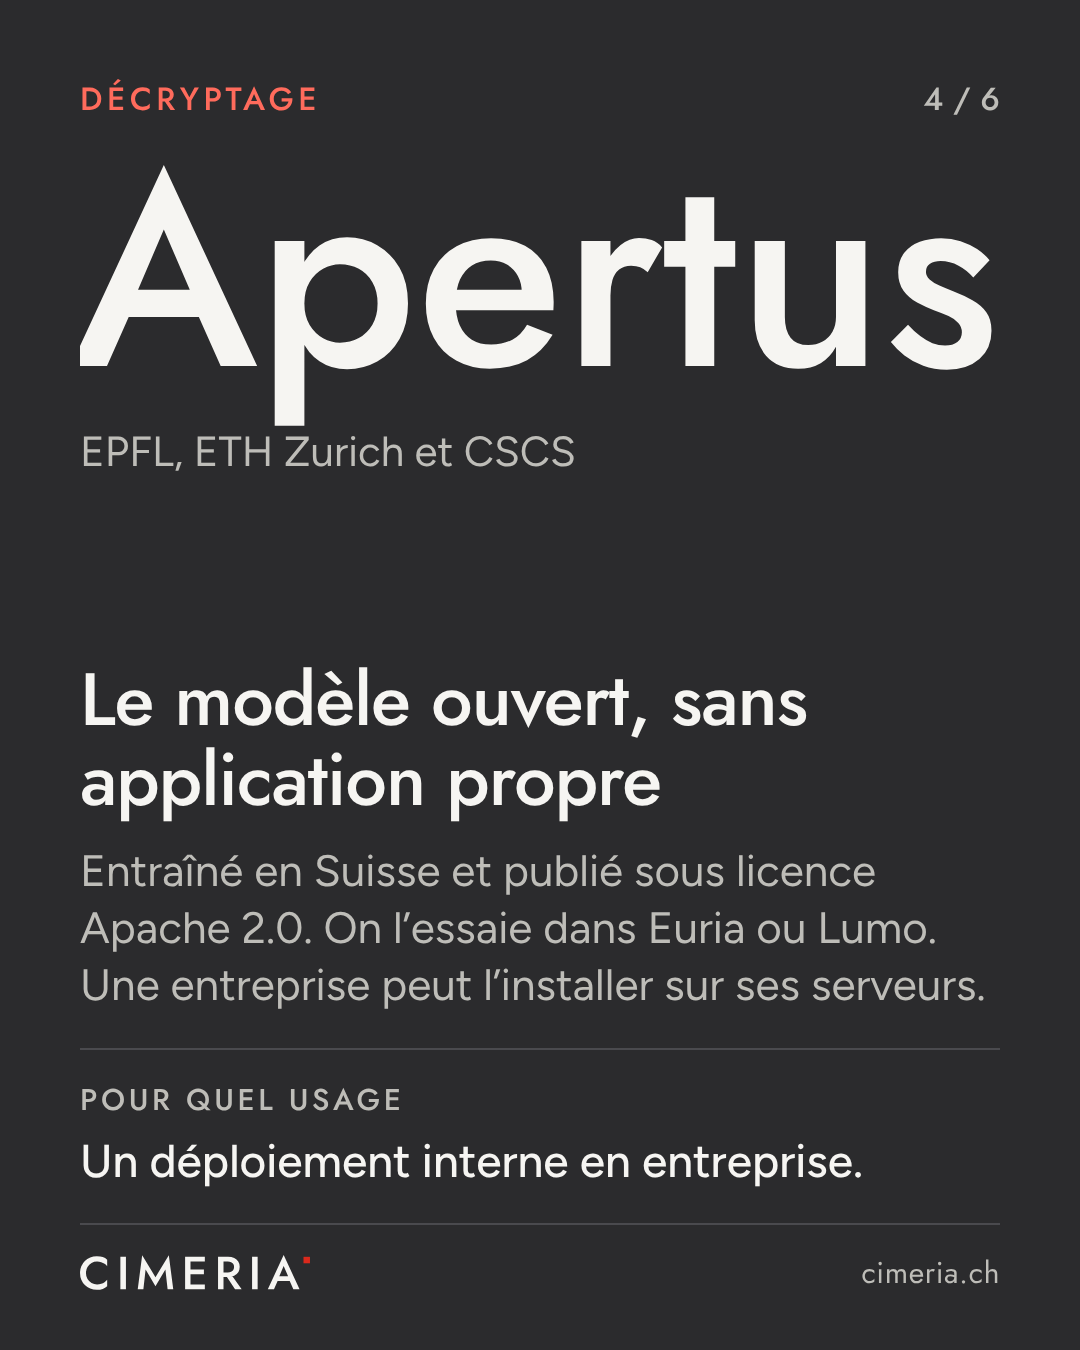 DÉCRYPTAGE
4 / 6
Apertus
EPFL, ETH Zurich et CSCS
Le modèle ouvert, sans
application propre
Entraîné en Suisse et publié sous licence
Apache 2.0. On l’essaie dans Euria ou Lumo.
Une entreprise peut l’installer sur ses serveurs.
POUR QUEL USAGE
Un déploiement interne en entreprise.
CIMERIA
cimeria.ch